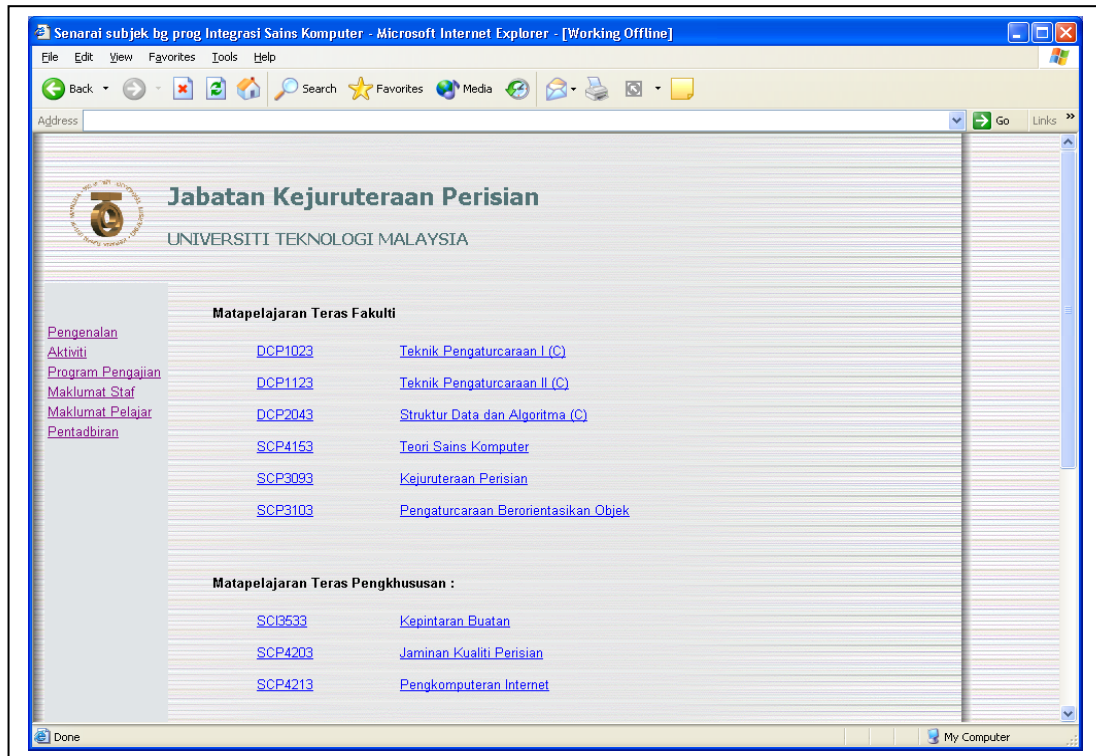 Senarai subjek bg prog Integrasi Sains Komputer - Microsoft Internet Explorer - [Working Offline]
File Edit View Favorites Tools Help
Back Search Favorites Media
Address Go Links »
Jabatan Kejuruteraan Perisian
UNIVERSITI TEKNOLOGI MALAYSIA
Pengenalan
Aktiviti
Program Pengajian
Maklumat Staf
Maklumat Pelajar
Pentadbiran
Matapelajaran Teras Fakulti
DCP1023 Teknik Pengaturcaraan I (C)
DCP1123 Teknik Pengaturcaraan II (C)
DCP2043 Struktur Data dan Algoritma (C)
SCP4153 Teori Sains Komputer
SCP3093 Kejuruteraan Perisian
SCP3103 Pengaturcaraan Berorientasikan Objek
Matapelajaran Teras Pengkhususan :
SCI3533 Kepintaran Buatan
SCP4203 Jaminan Kualiti Perisian
SCP4213 Pengkomputeran Internet
Done My Computer